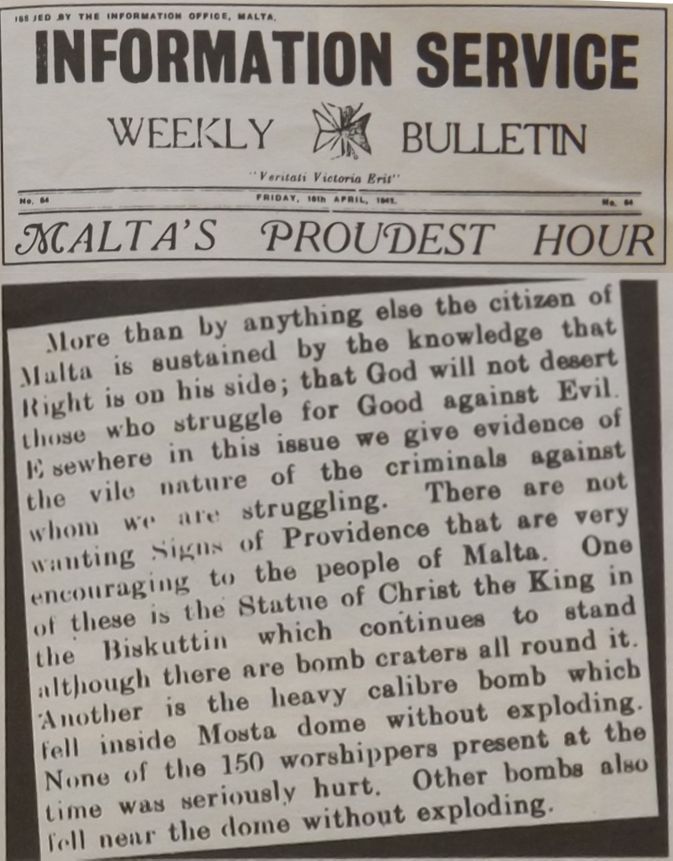 ISSUED BY THE INFORMATION OFFICE, MALTA.
INFORMATION SERVICE
WEEKLY BULLETIN
"Veritati Victoria Erit"
No. 64 FRIDAY, APRIL, No. 64
MALTA'S PROUDEST HOUR
More than by anything else the citizen of
Malta is sustained by the knowledge that
Right is on his side; that God will not desert
those who struggle for Good against Evil.
E sewhere in this issue we give evidence of
the vile nature of the criminals against
whom we are struggling. There are not
wanting Signs of Providence that are very
encouraging to the people of Malta. One
of these is the Statue of Christ the King in
the Biskuttin which continues to stand
although there are bomb craters all round it.
Another is the heavy calibre bomb which
fell inside Mosta dome without exploding.
None of the 150 worshippers present at the
time was seriously hurt. Other bombs also
fell near the dome without exploding.